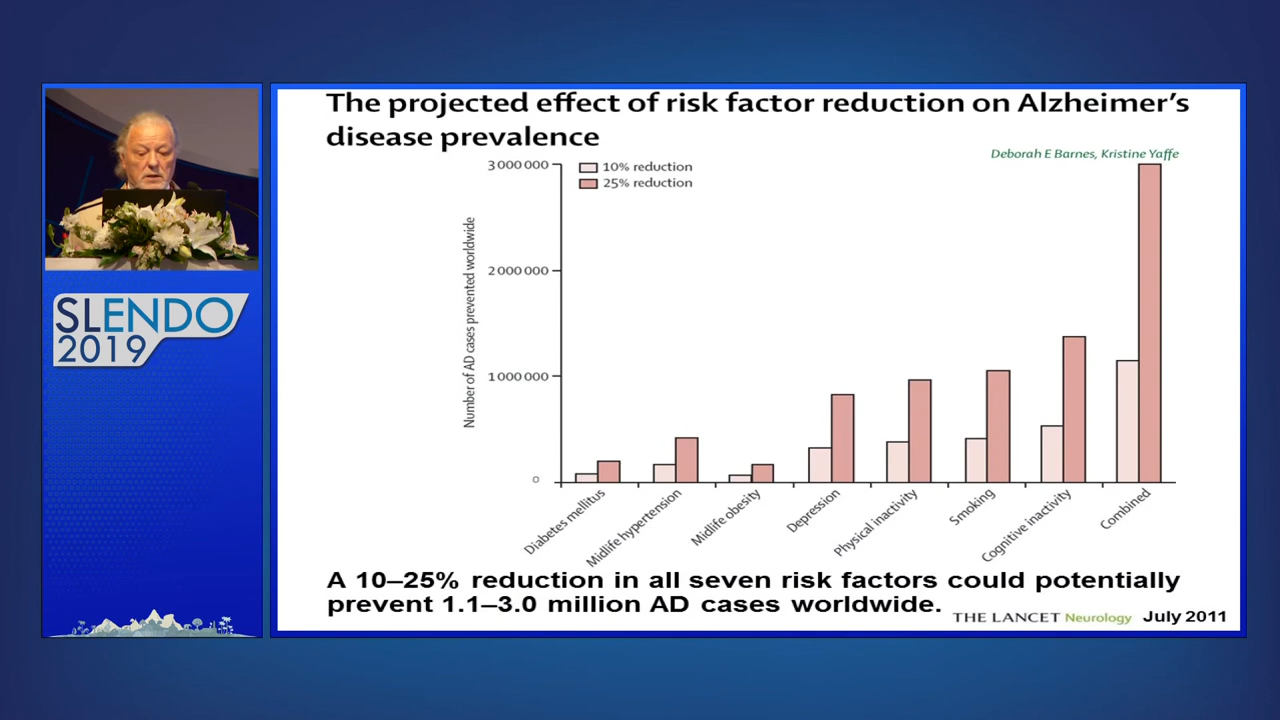 The projected effect of risk factor reduction on Alzheimer's
disease prevalence
Deborah E Barnes, Kristine Yaffe
10% reduction
25% reduction
Number of AD cases prevented worldwide
3 000 000
2 000 000
1 000 000
0
Diabetes mellitus
Midlife hypertension
Midlife obesity
Depression
Physical inactivity
Smoking
Cognitive inactivity
Combined
A 10–25% reduction in all seven risk factors could potentially
prevent 1.1–3.0 million AD cases worldwide.
THE LANCET Neurology July 2011
SLENDO
2019